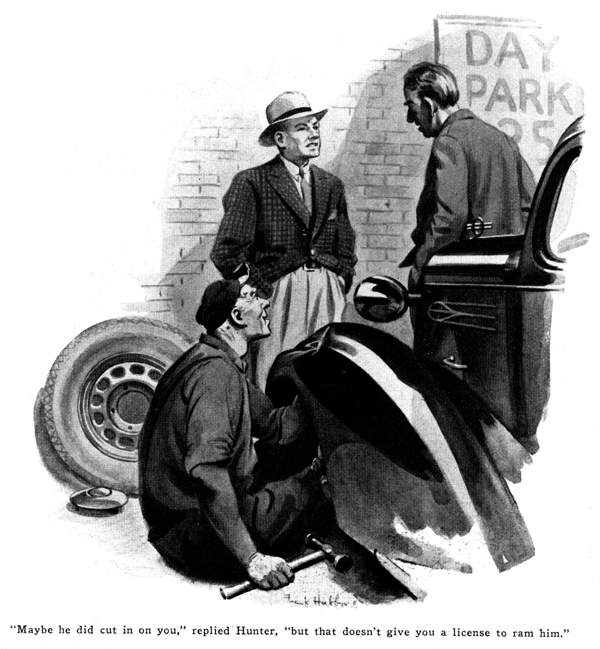 DAY
PARK
25
"Maybe he did cut in on you," replied Hunter, "but that doesn't give you a license to ram him."